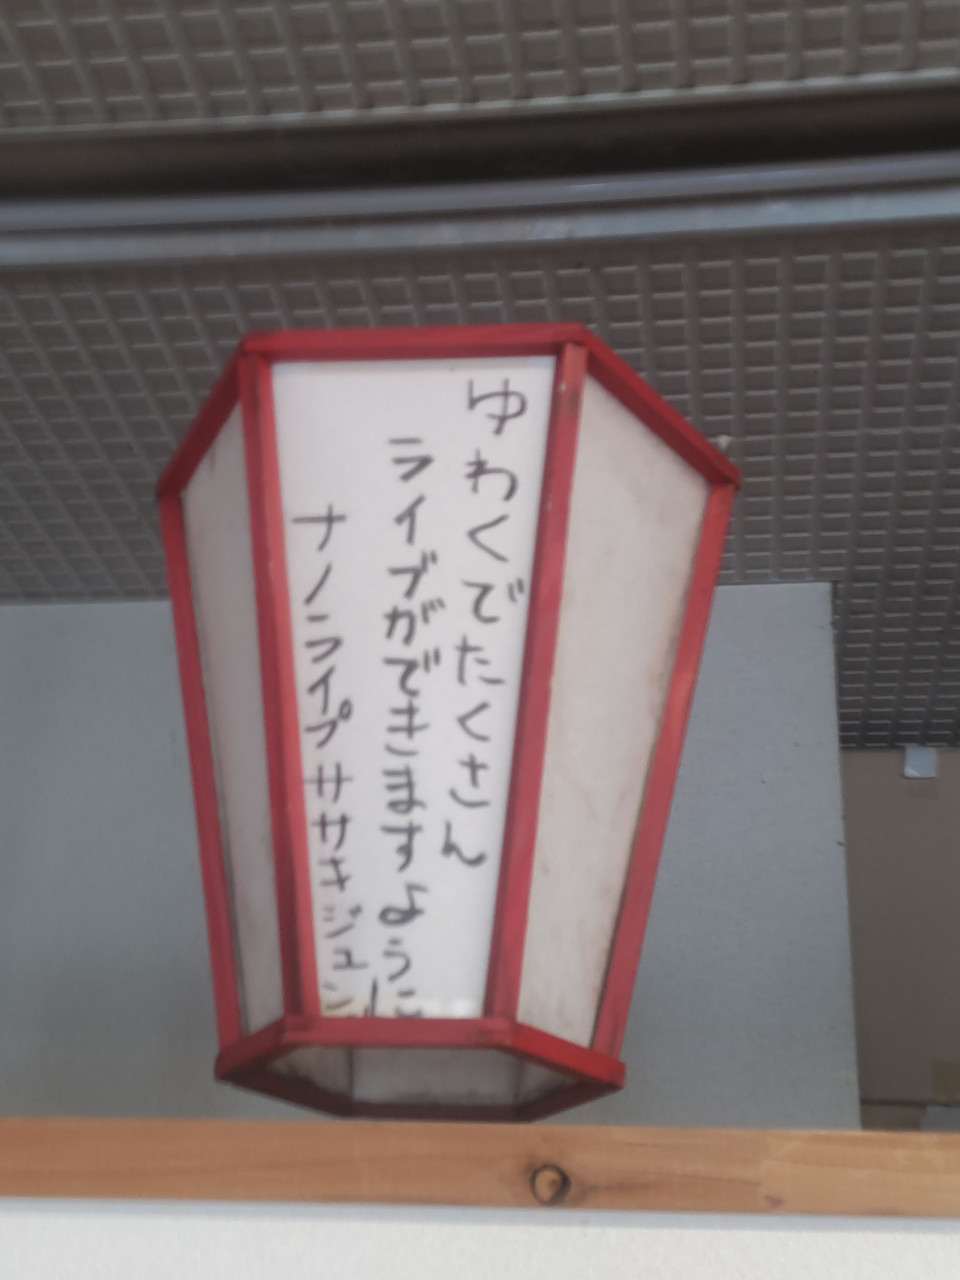 ゆわくでたくさん
ライブができますように
ナノライプササキジュン